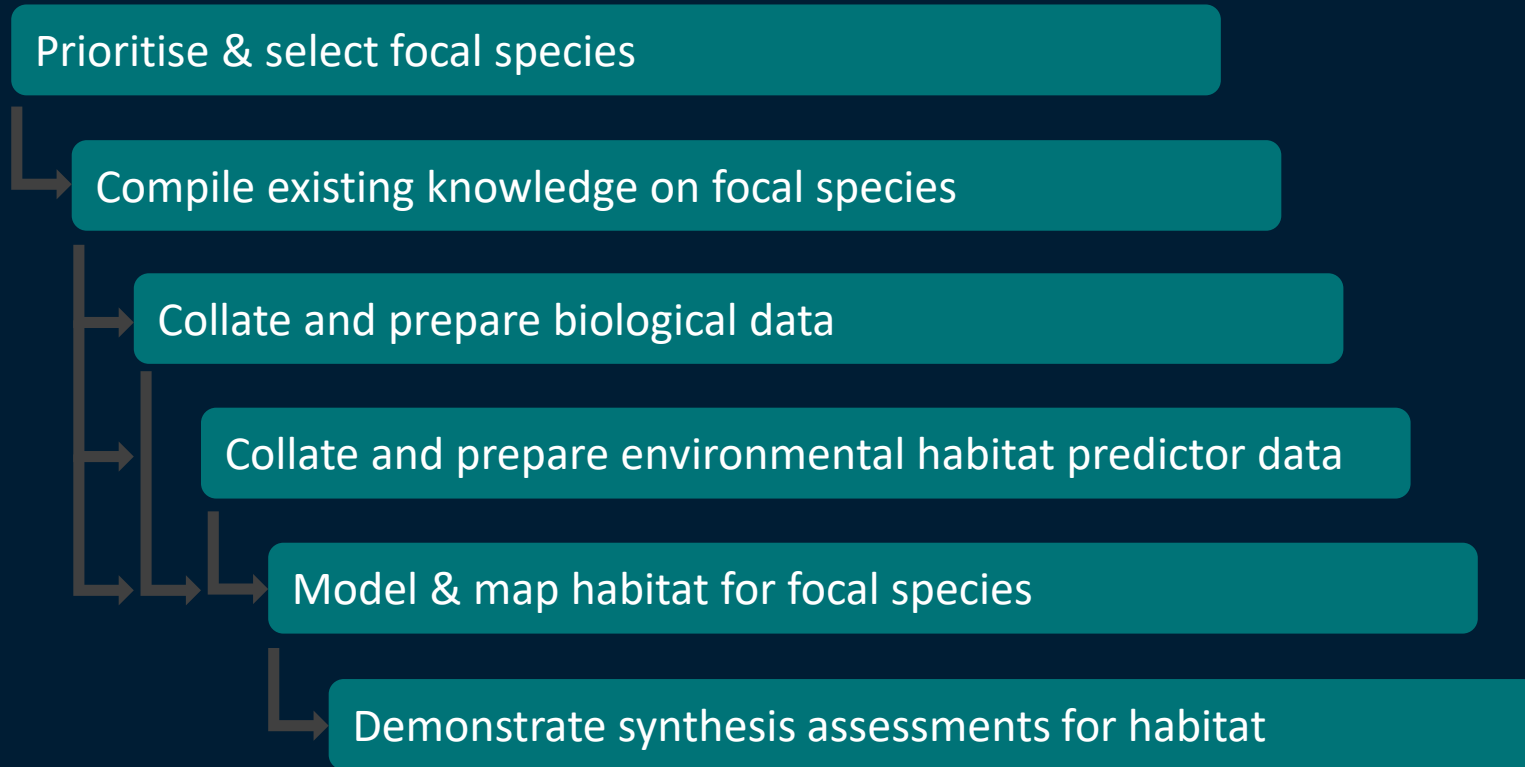 Prioritise & select focal species
Compile existing knowledge on focal species
Collate and prepare biological data
Collate and prepare environmental habitat predictor data
Model & map habitat for focal species
Demonstrate synthesis assessments for habitat